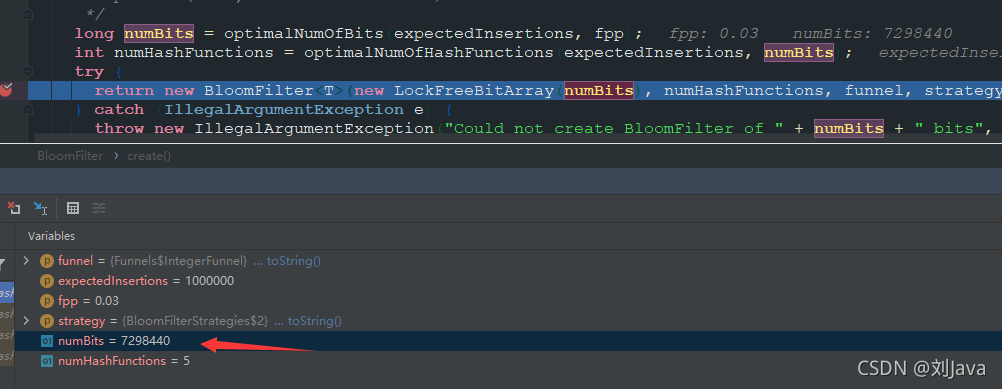 */
long numBits = optimalNumOfBits(expectedInsertions, fpp); fpp: 0.03 numBits: 7298440
int numHashFunctions = optimalNumOfHashFunctions(expectedInsertions, numBits);
try {
return new BloomFilter<T>(new LockFreeBitArray(numBits), numHashFunctions, funnel, strategy
} catch (IllegalArgumentException e) {
throw new IllegalArgumentException("Could not create BloomFilter of " + numBits + " bits",
BloomFilter > create()
Variables
funnel = {Funnels$IntegerFunnel} ... toString()
expectedInsertions = 1000000
fpp = 0.03
strategy = {BloomFilterStrategies$2} ... toString()
01 numBits = 7298440
01 numHashFunctions = 5
CSDN @刘Java